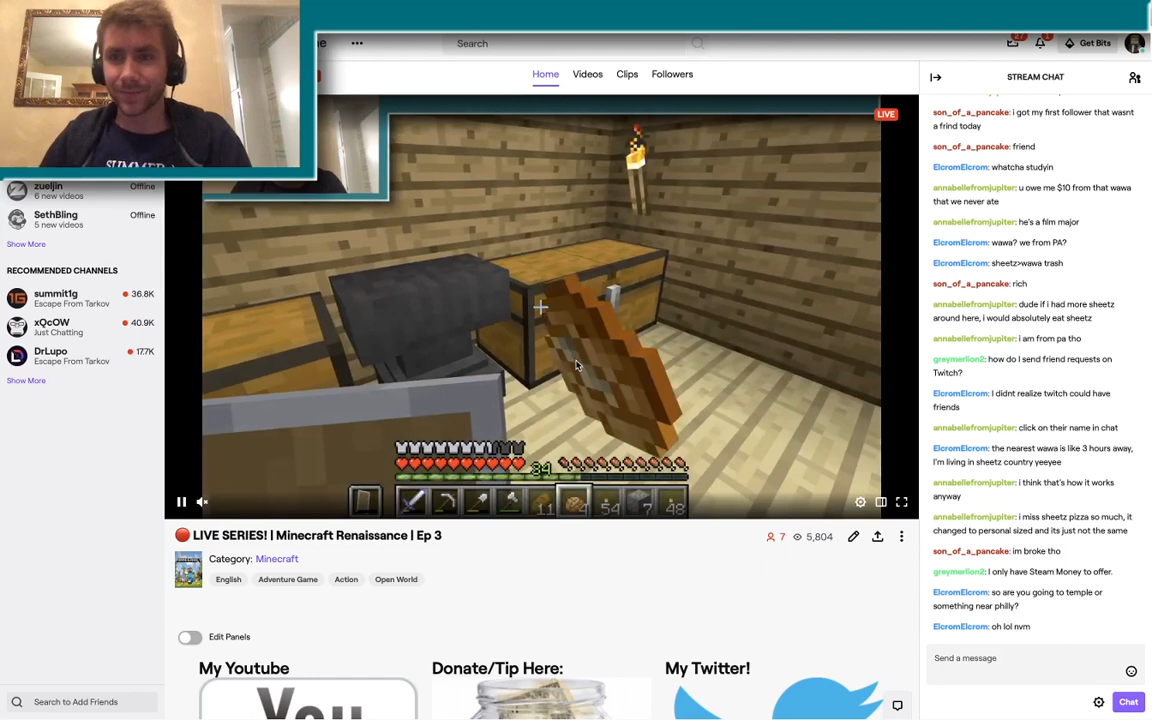 SUMMER
•••
Search
27
1
Get Bits
Home
Videos
Clips
Followers
LIVE
zueljin
Offline
6 new videos
SethBling
Offline
5 new videos
Show More
RECOMMENDED CHANNELS
summit1g
36.8K
Escape From Tarkov
xQcOW
40.9K
Just Chatting
DrLupo
17.7K
Escape From Tarkov
Show More
Search to Add Friends
34
11
4
54
7
48
LIVE SERIES! | Minecraft Renaissance | Ep 3
7
5,804
Category: Minecraft
English
Adventure Game
Action
Open World
Edit Panels
My Youtube
Donate/Tip Here:
My Twitter!
You
STREAM CHAT
son_of_a_pancake: i got my first follower that wasnt
a frind today
son_of_a_pancake: friend
ElcromElcrom: whatcha studyin
annabellefromjupiter: u owe me $10 from that wawa
that we never ate
annabellefromjupiter: he's a film major
ElcromElcrom: wawa? we from PA?
ElcromElcrom: sheetz>wawa trash
son_of_a_pancake: rich
annabellefromjupiter: dude if i had more sheetz
around here, i would absolutely eat sheetz
annabellefromjupiter: i am from pa tho
greymerlion2: how do I send friend requests on
Twitch?
ElcromElcrom: I didnt realize twitch could have
friends
annabellefromjupiter: click on their name in chat
ElcromElcrom: the nearest wawa is like 3 hours away,
I'm living in sheetz country yeeyee
annabellefromjupiter: i think that's how it works
anyway
annabellefromjupiter: i miss sheetz pizza so much, it
changed to personal sized and its just not the same
son_of_a_pancake: im broke tho
greymerlion2: I only have Steam Money to offer.
ElcromElcrom: so are you going to temple or
something near philly?
ElcromElcrom: oh lol nvm
Send a message
Chat